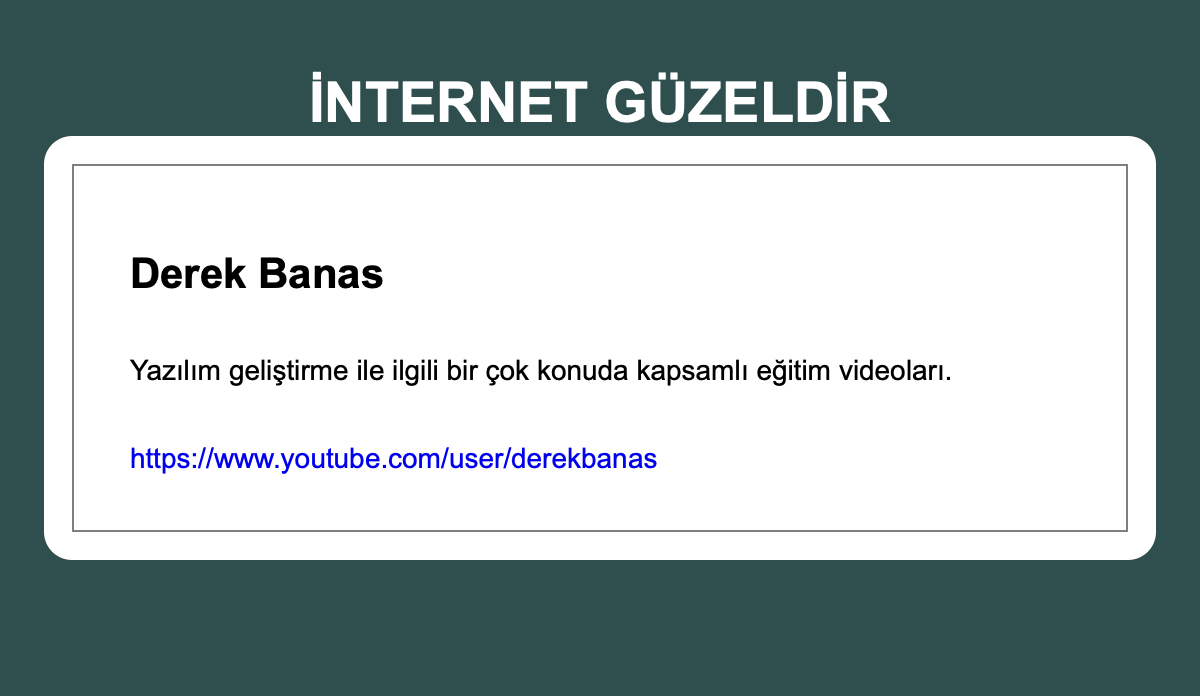 İNTERNET GÜZELDİR
Derek Banas
Yazılım geliştirme ile ilgili bir çok konuda kapsamlı eğitim videoları.
https://www.youtube.com/user/derekbanas